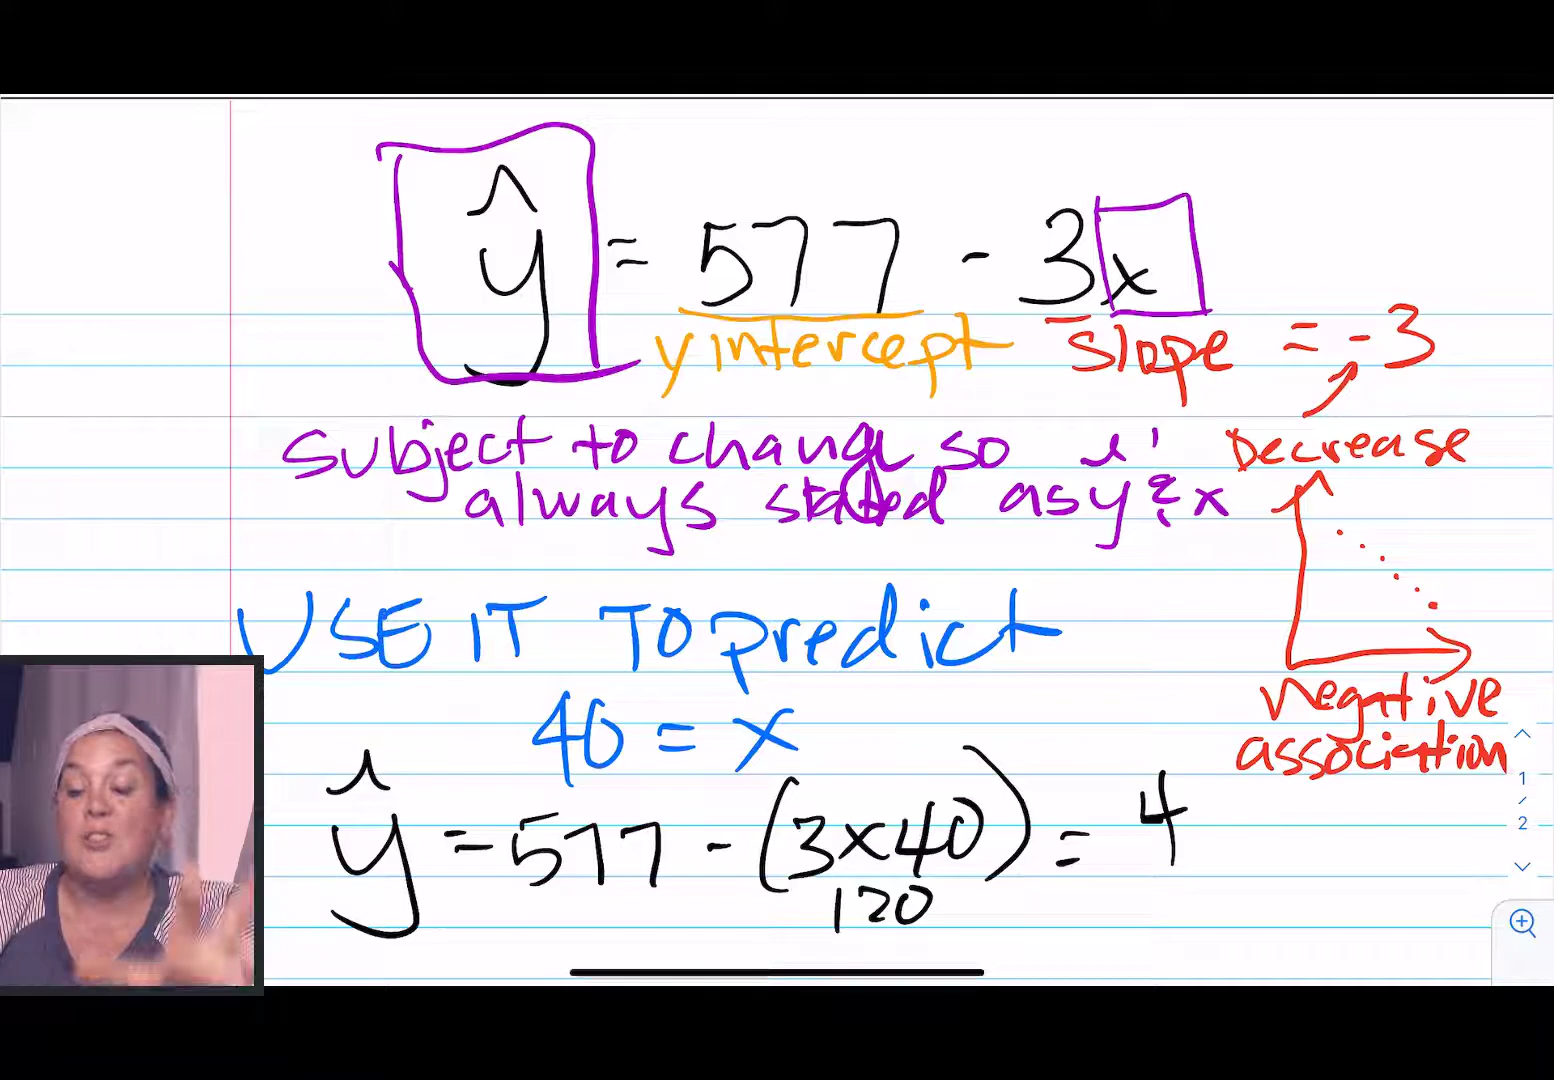 ŷ = 577 - 3x
y intercept slope = -3
Decrease
subject to change so
always stated as y & x
USE IT TO predict
negative
association
40 = x
ŷ = 577 - (3x40) = 4
120
1
2